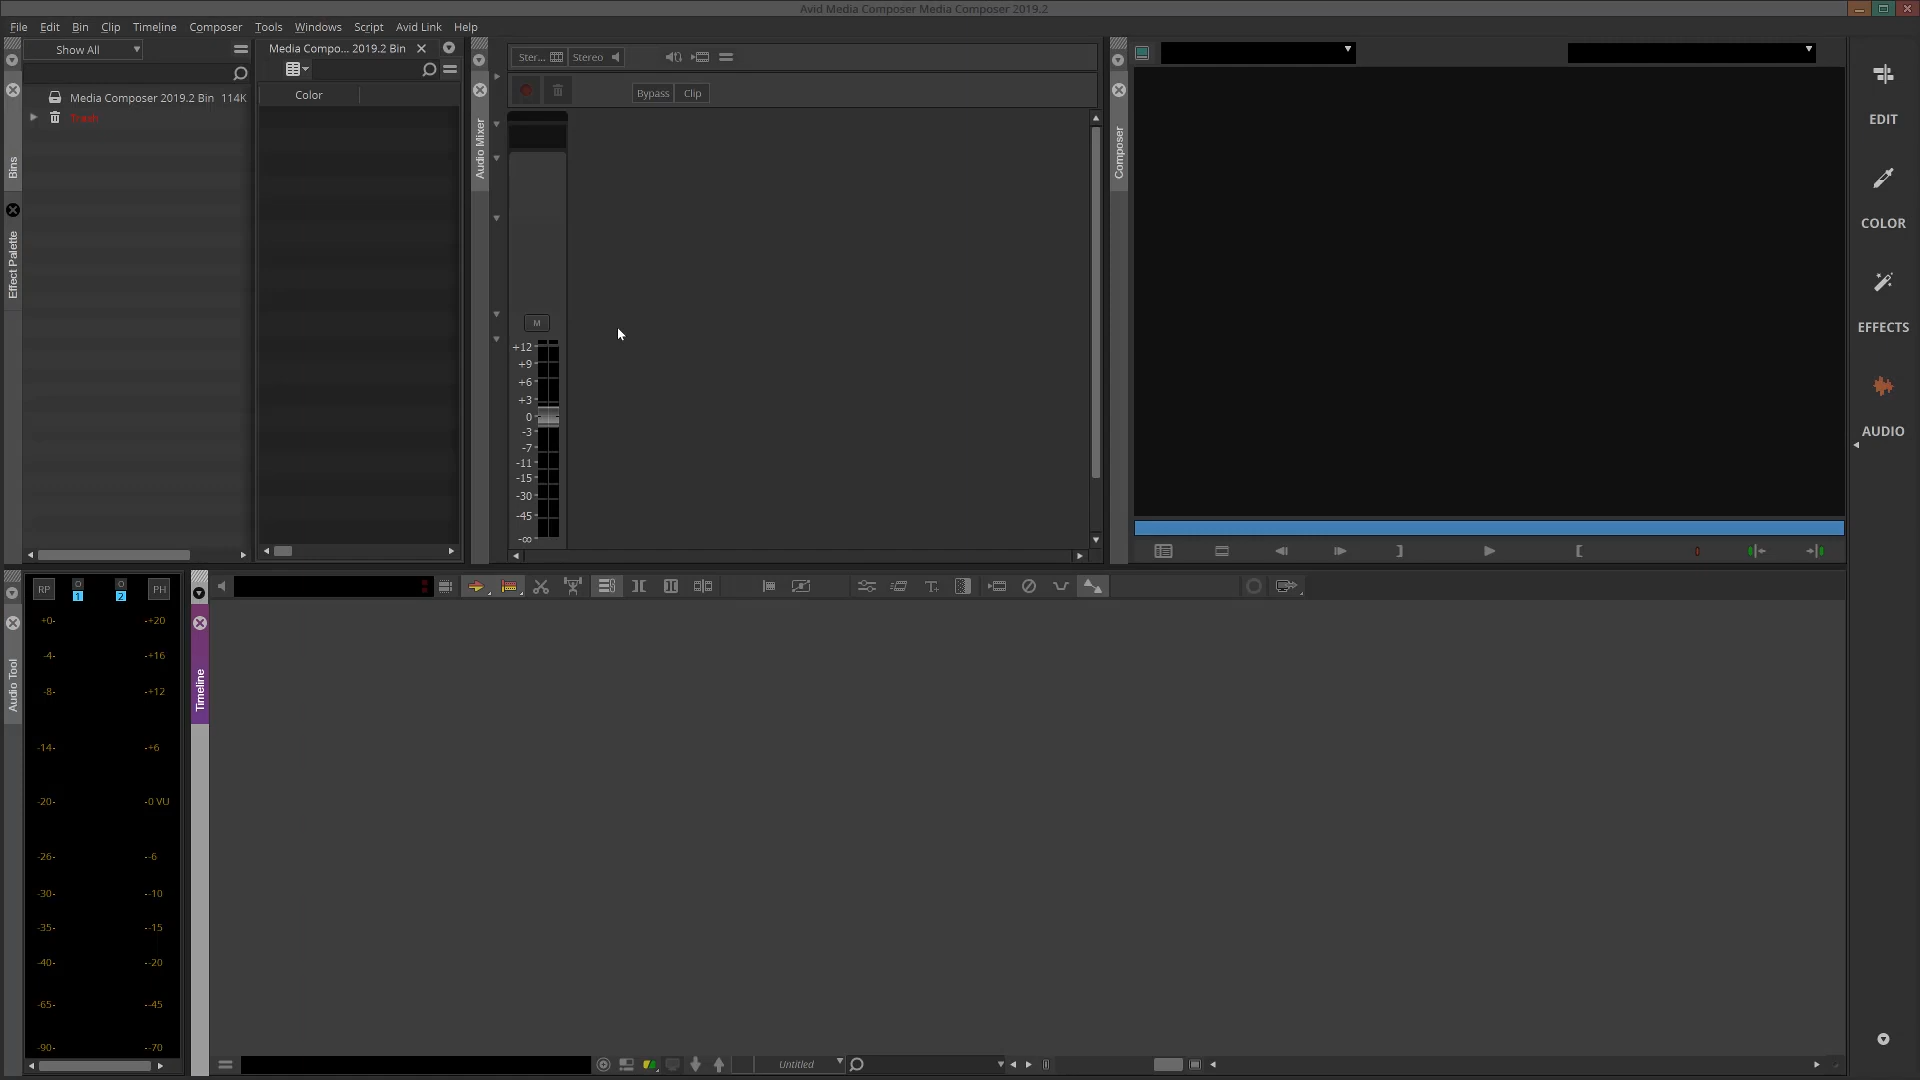 Avid Media Composer Media Composer 2019.2
File Edit Bin Clip Timeline Composer Tools Windows Script Avid Link Help
Show All
Media Compo... 2019.2 Bin
Ster... Stereo
Color
Bypass Clip
Media Composer 2019.2 Bin 114K
Trash
Bins
Effect Palette
Audio Mixer
Composer
M
+12
+9
+6
+3
0
-3
-7
-11
-15
-30
-45
-∞
EDIT
COLOR
EFFECTS
AUDIO
RP O O PH
1 2
+0- -+20
-4- -+16
-8- -+12
-14- -+6
-20- -0 VU
-26- --6
-30- --10
-35- --15
-40- --20
-65- --45
-90- --70
Audio Tool
Timeline
Untitled